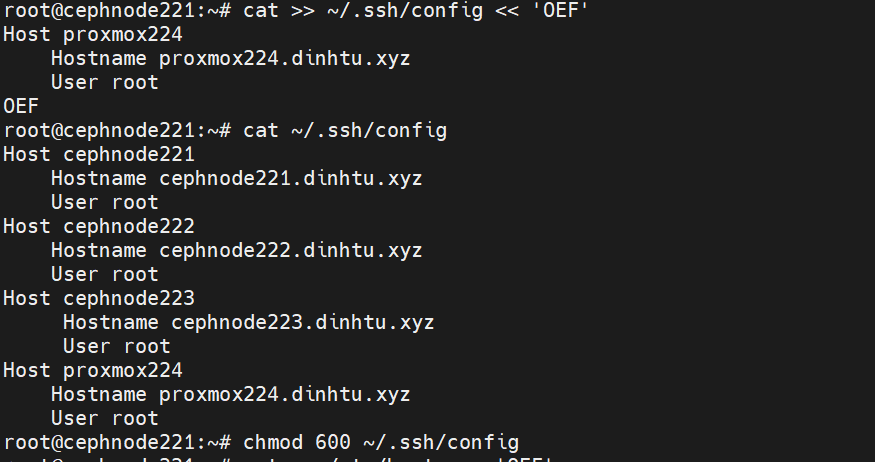 root@cephnode221:~# cat >> ~/.ssh/config << 'OEF'
Host proxmox224
    Hostname proxmox224.dinhtu.xyz
    User root
OEF
root@cephnode221:~# cat ~/.ssh/config
Host cephnode221
    Hostname cephnode221.dinhtu.xyz
    User root
Host cephnode222
    Hostname cephnode222.dinhtu.xyz
    User root
Host cephnode223
     Hostname cephnode223.dinhtu.xyz
     User root
Host proxmox224
    Hostname proxmox224.dinhtu.xyz
    User root
root@cephnode221:~# chmod 600 ~/.ssh/config